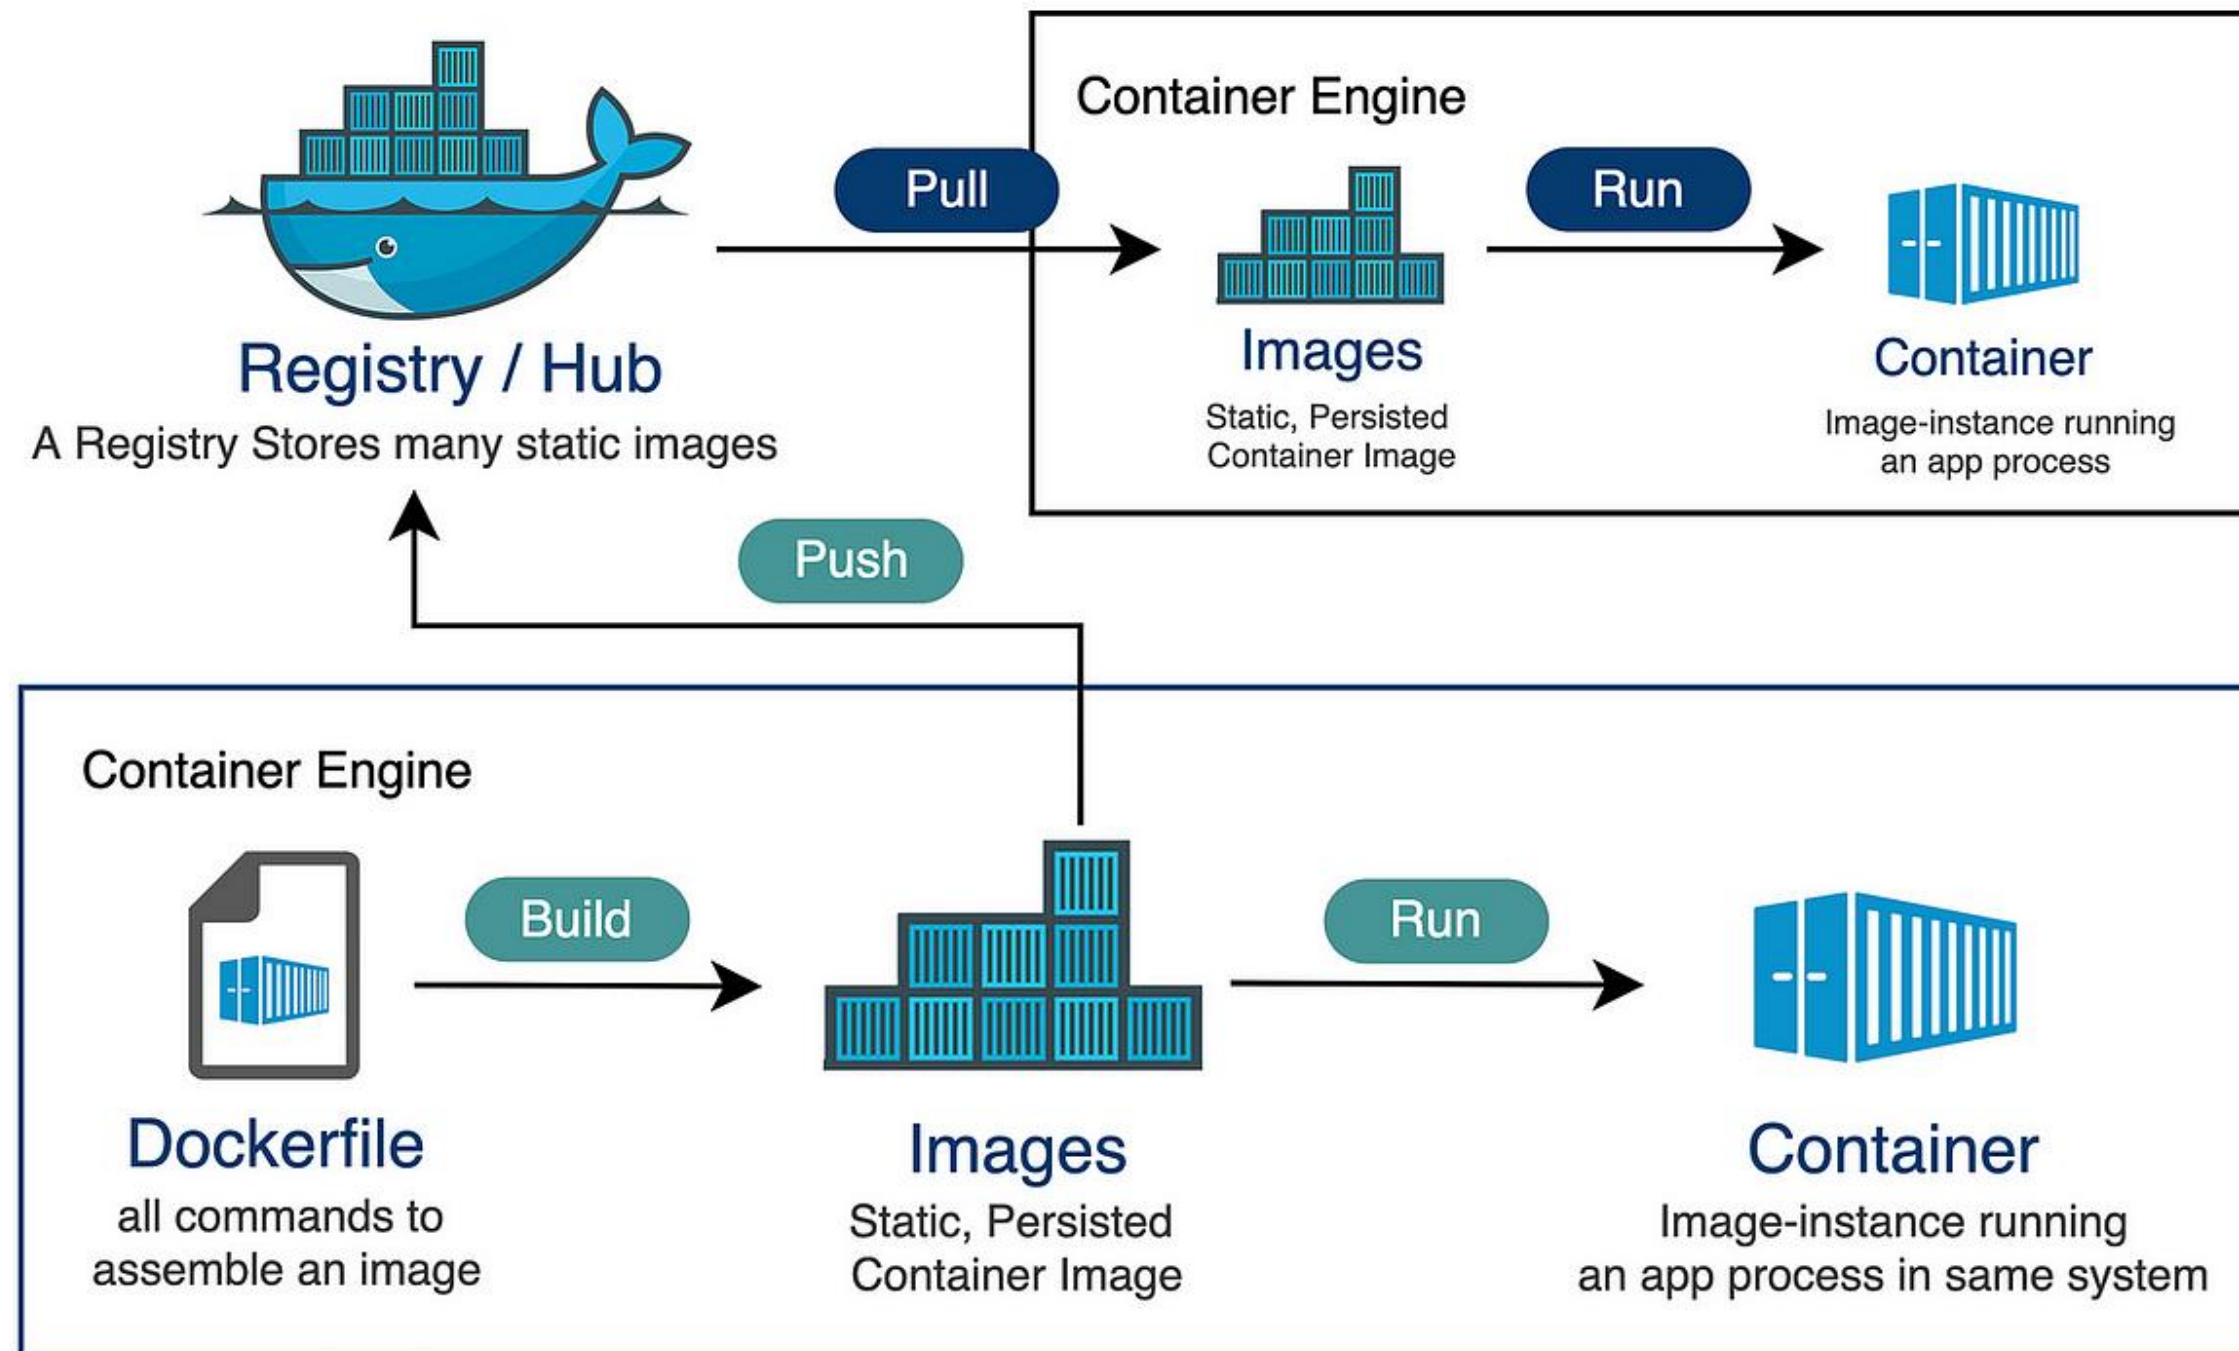 Container Engine
Pull
Run
Registry / Hub
A Registry Stores many static images
Images
Static, Persisted
Container Image
Container
Image-instance running
an app process
Push
Container Engine
Build
Run
Dockerfile
all commands to
assemble an image
Images
Static, Persisted
Container Image
Container
Image-instance running
an app process in same system